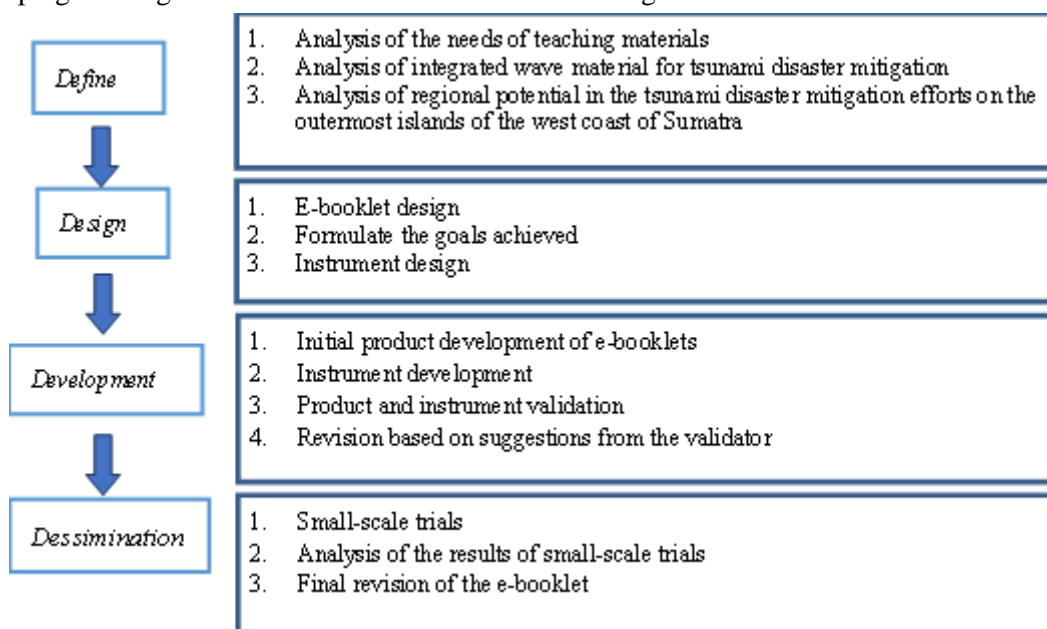 Define
1. Analysis of the needs of teaching materials
2. Analysis of integrated wave material for tsunami disaster mitigation
3. Analysis of regional potential in the tsunami disaster mitigation efforts on the
outermost islands of the west coast of Sumatra
Design
1. E-booklet design
2. Formulate the goals achieved
3. Instrument design
Development
1. Initial product development of e-booklets
2. Instrument development
3. Product and instrument validation
4. Revision based on suggestions from the validator
Dessimination
1. Small-scale trials
2. Analysis of the results of small-scale trials
3. Final revision of the e-booklet